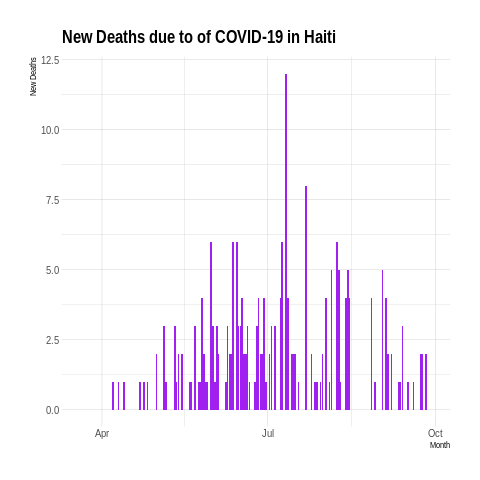 New Deaths due to of COVID-19 in Haiti
New Deaths
12.5
10.0
7.5
5.0
2.5
0.0
Apr
Jul
Oct
Month